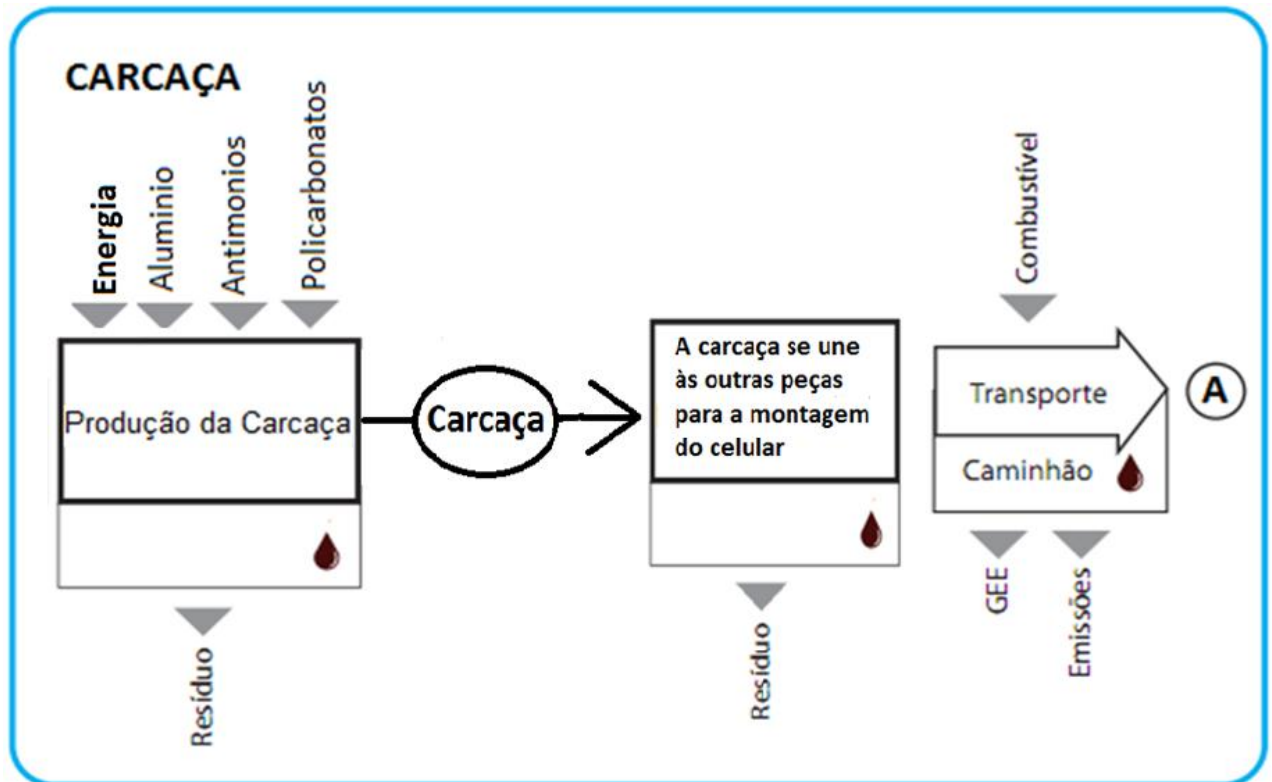 CARCAÇA
Energia
Aluminio
Antimonios
Policarbonatos
Produção da Carcaça
Resíduo
Carcaça
A carcaça se une
às outras peças
para a montagem
do celular
Resíduo
Combustível
Transporte
Caminhão
GEE
Emissões
A